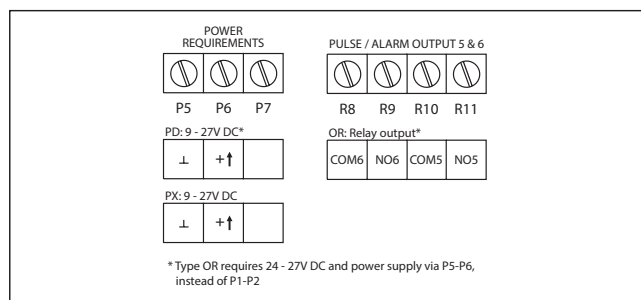 POWER
REQUIREMENTS
P5 P6 P7
PD: 9 - 27V DC*
⊥ +↑
PX: 9 - 27V DC
⊥ +↑
PULSE / ALARM OUTPUT 5 & 6
R8 R9 R10 R11
OR: Relay output*
COM6 NO6 COM5 NO5
* Type OR requires 24 - 27V DC and power supply via P5-P6,
instead of P1-P2